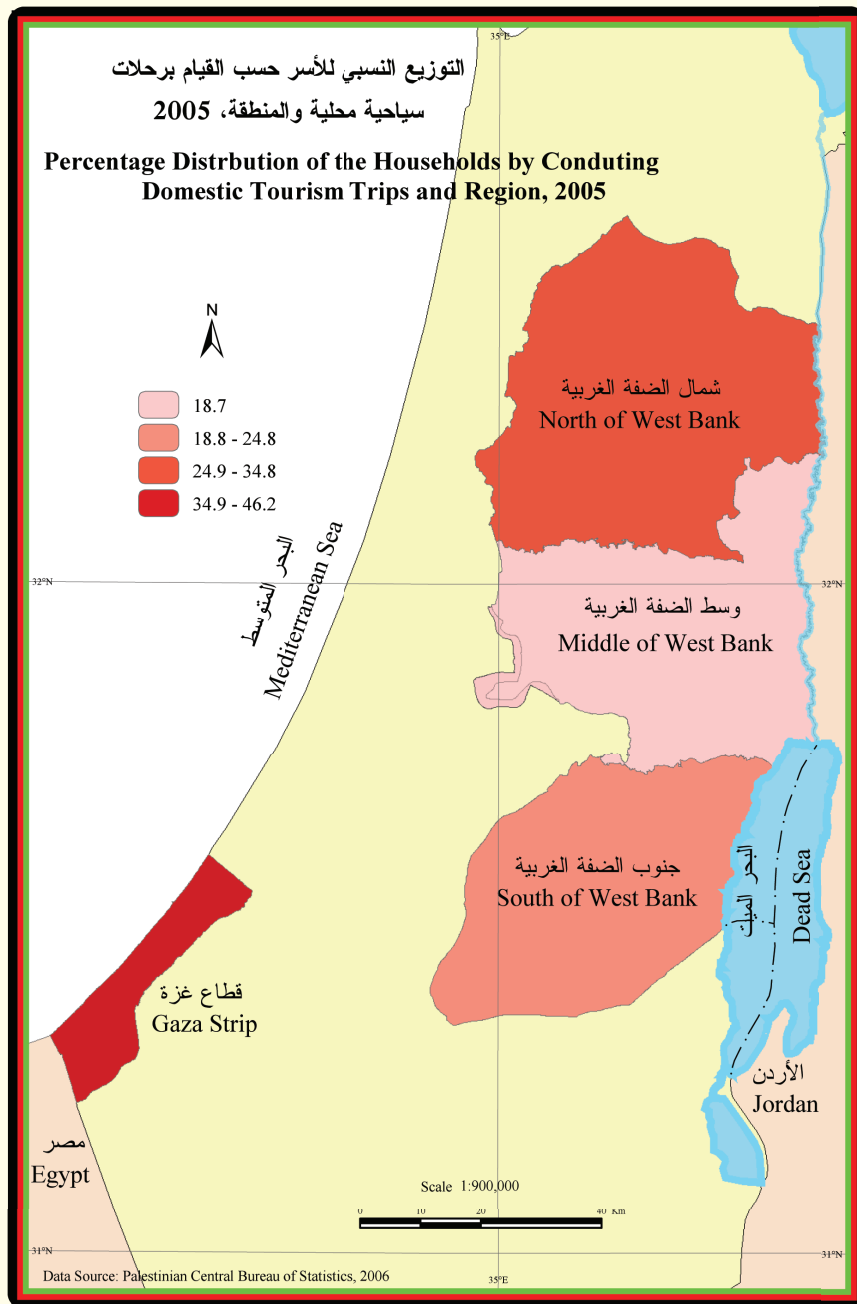 التوزيع النسبي للأسر حسب القيام برحلات
سياحية محلية والمنطقة، 2005
Percentage Distrbution of the Households by Conduting
Domestic Tourism Trips and Region, 2005
35°E
N
18.7
18.8 - 24.8
24.9 - 34.8
34.9 - 46.2
شمال الضفة الغربية
North of West Bank
البحر المتوسط
Mediterranean Sea
32°N
32°N
وسط الضفة الغربية
Middle of West Bank
جنوب الضفة الغربية
South of West Bank
البحر الميت
Dead Sea
قطاع غزة
Gaza Strip
الأردن
Jordan
مصر
Egypt
Scale 1:900,000
0 10 20 40 Km
31°N
31°N
Data Source: Palestinian Central Bureau of Statistics, 2006
35°E